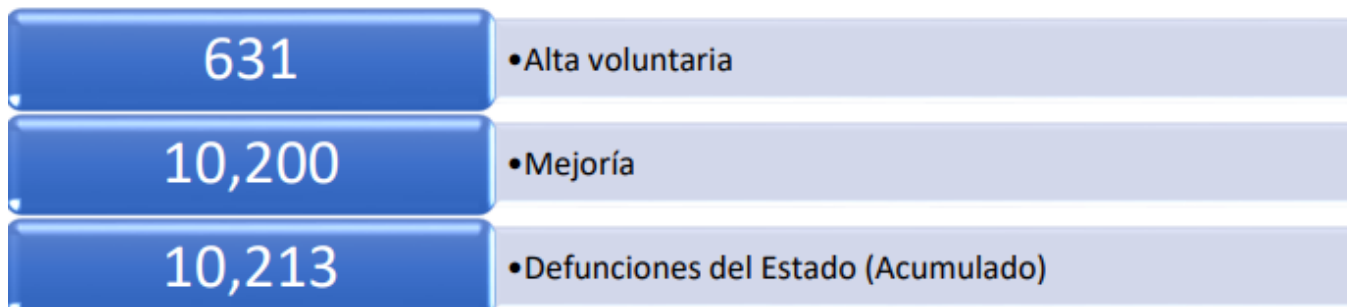 631
•Alta voluntaria
10,200
•Mejoría
10,213
•Defunciones del Estado (Acumulado)